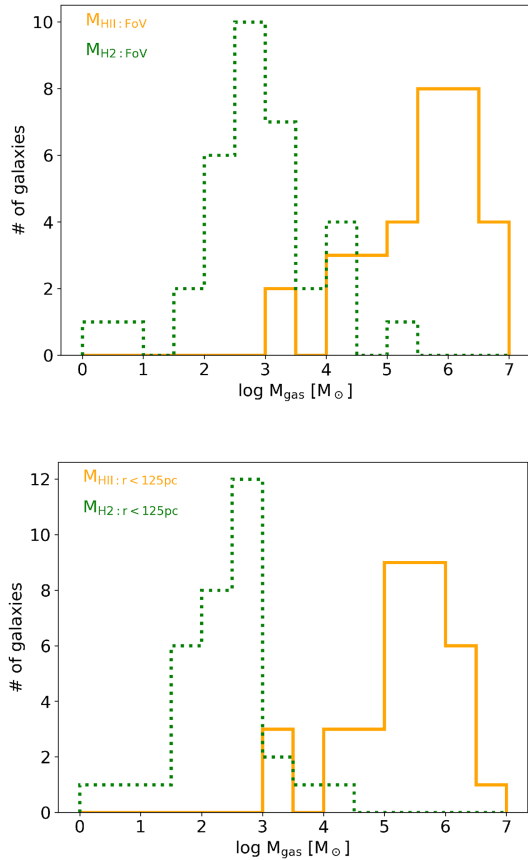 M_HII:FoV
M_H2:FoV
10
8
6
4
2
0
# of galaxies
0 1 2 3 4 5 6 7
log M_gas [M_⊙]
M_HII:r<125pc
M_H2:r<125pc
12
10
8
6
4
2
0
# of galaxies
0 1 2 3 4 5 6 7
log M_gas [M_⊙]